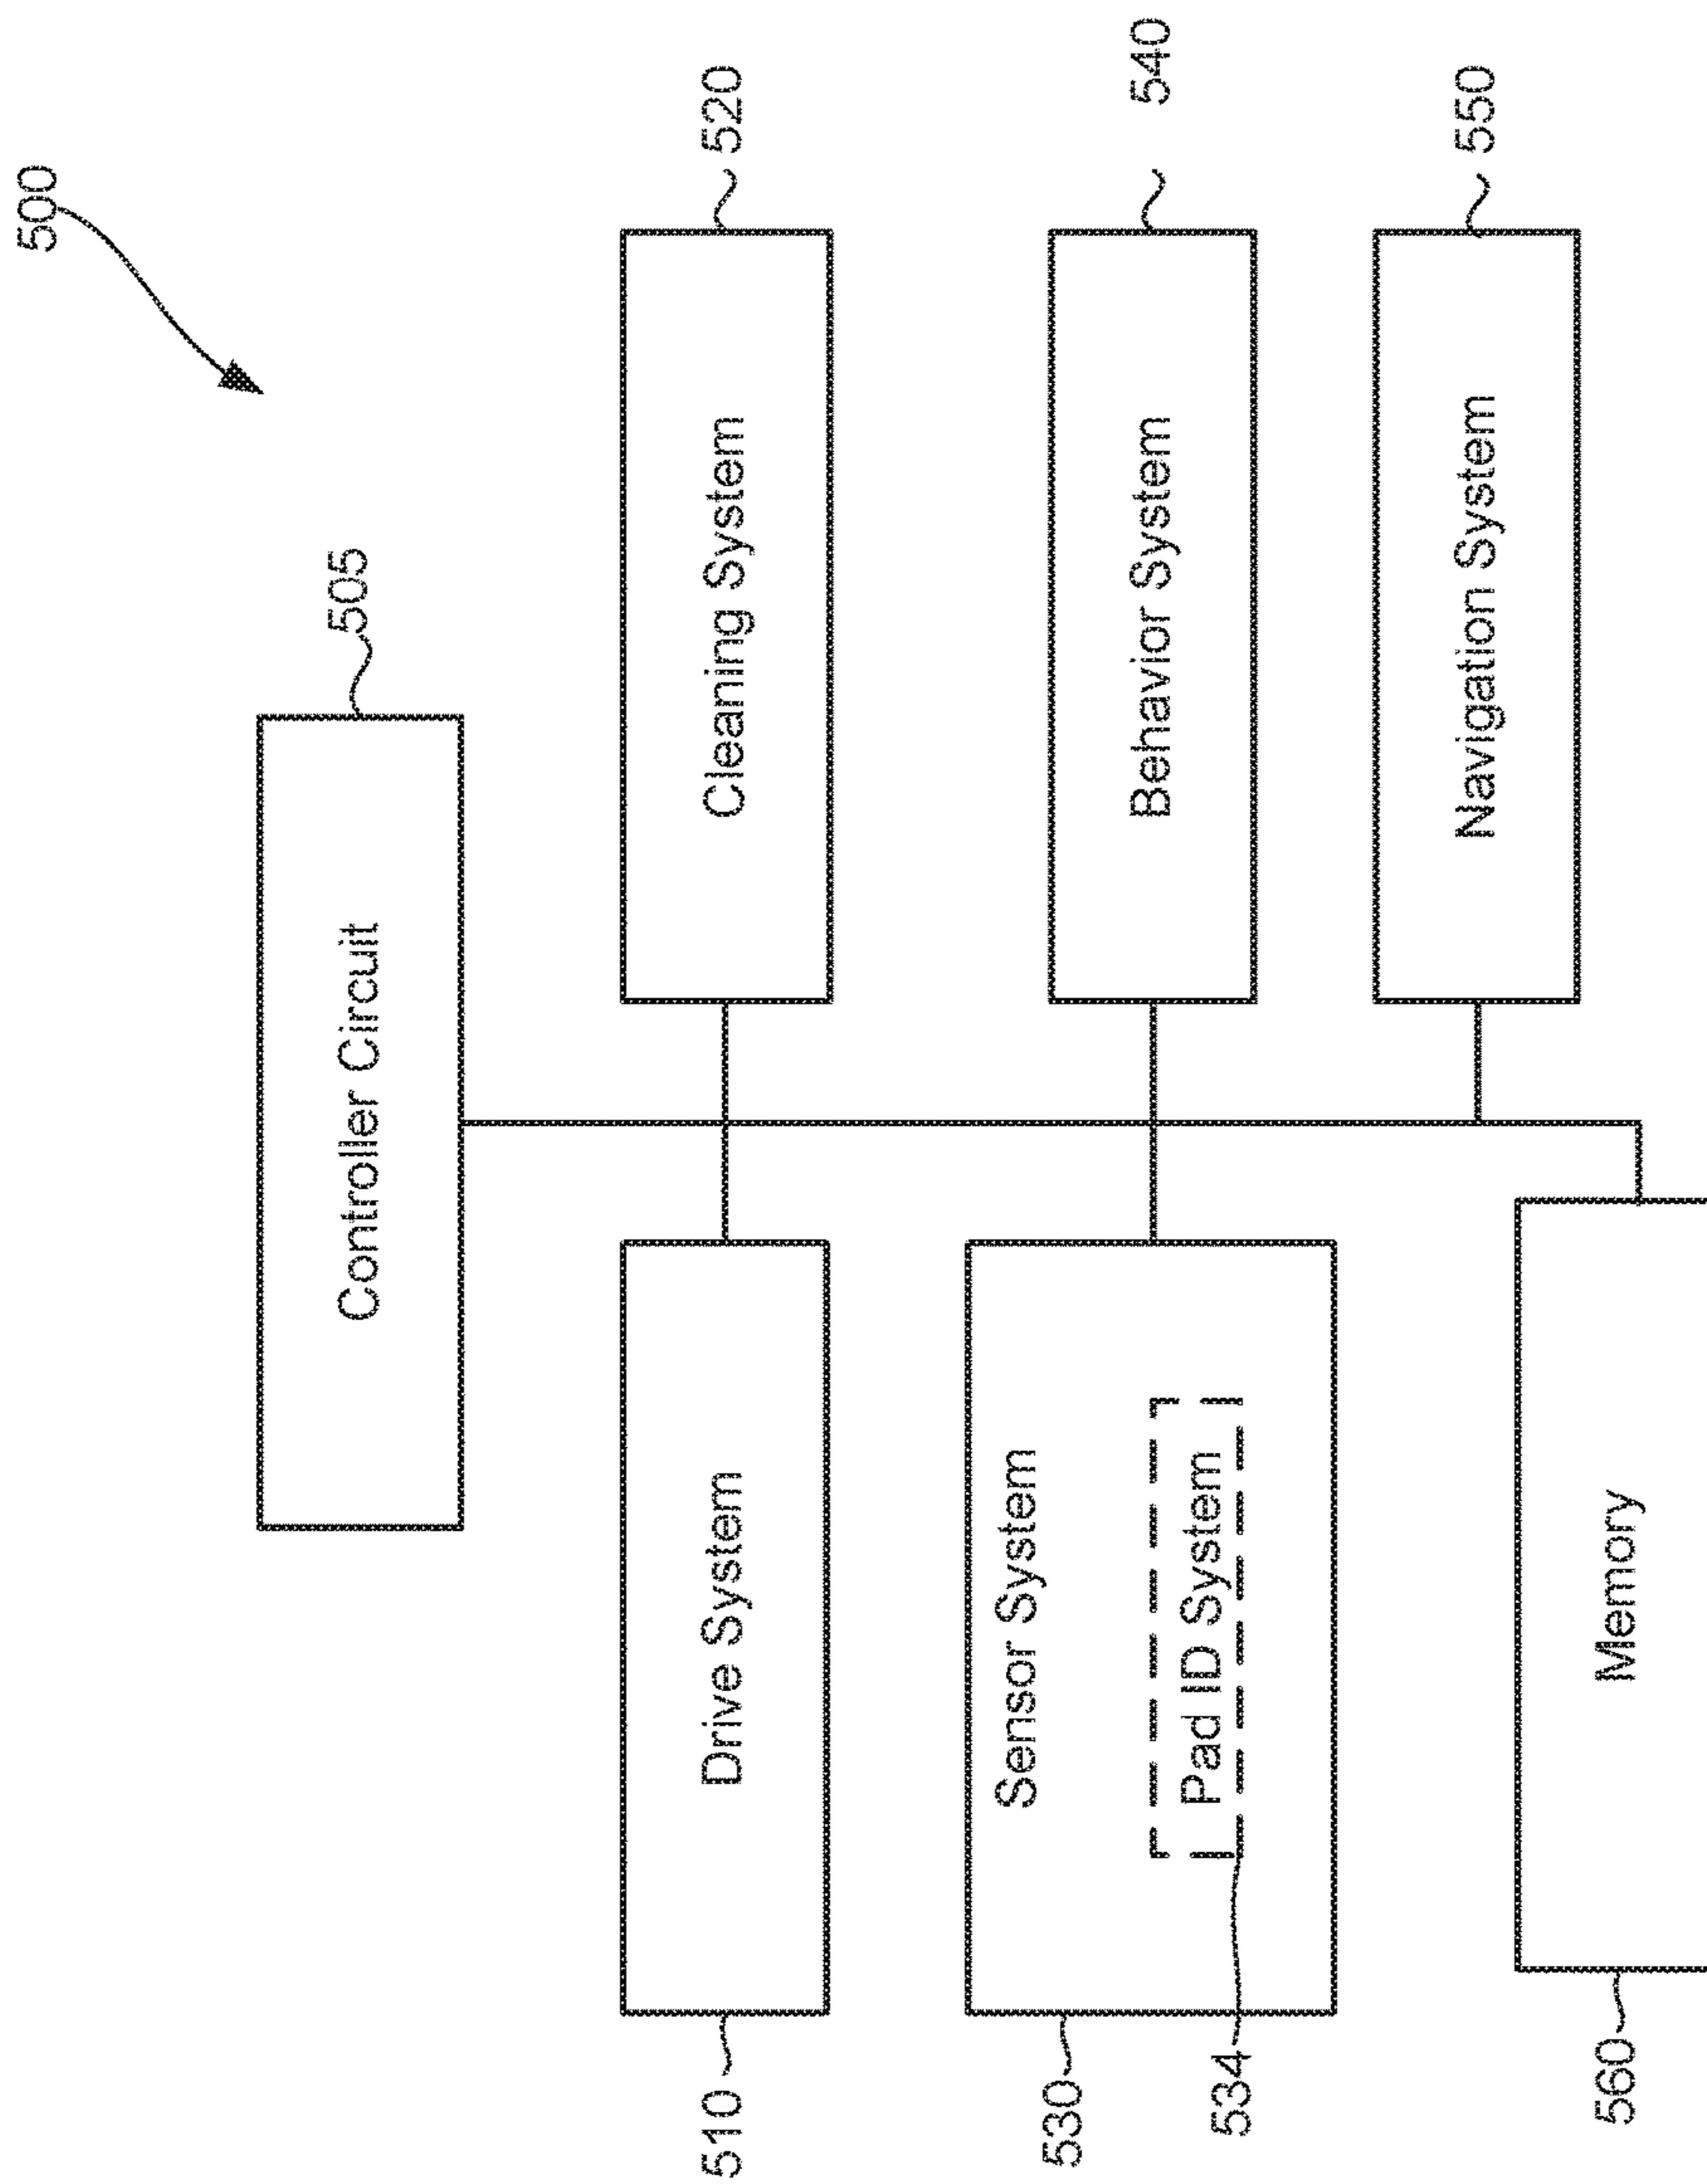 500
Controller Circuit
505
Drive System
510
Cleaning System
520
Sensor System
530
Pad ID System
534
Behavior System
540
Navigation System
550
Memory
560